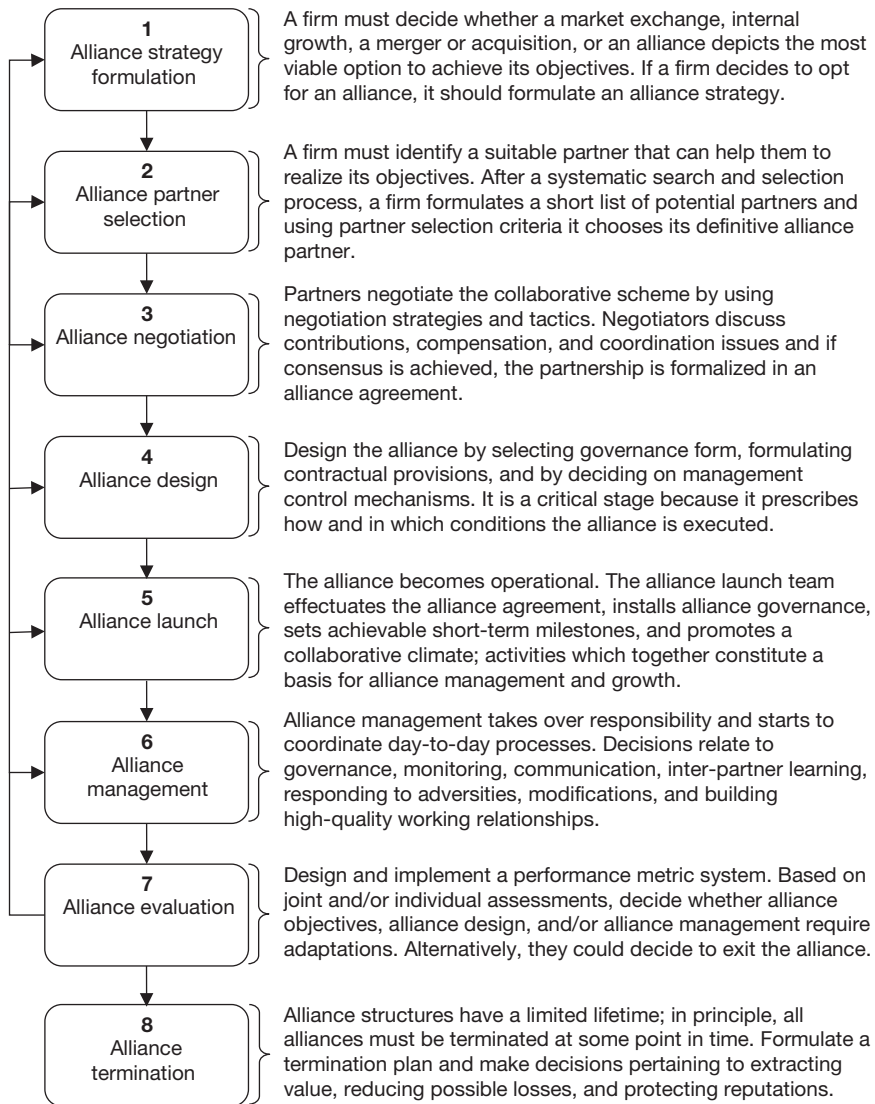 1
Alliance strategy
formulation
A firm must decide whether a market exchange, internal
growth, a merger or acquisition, or an alliance depicts the most
viable option to achieve its objectives. If a firm decides to opt
for an alliance, it should formulate an alliance strategy.
2
Alliance partner
selection
A firm must identify a suitable partner that can help them to
realize its objectives. After a systematic search and selection
process, a firm formulates a short list of potential partners and
using partner selection criteria it chooses its definitive alliance
partner.
3
Alliance negotiation
Partners negotiate the collaborative scheme by using
negotiation strategies and tactics. Negotiators discuss
contributions, compensation, and coordination issues and if
consensus is achieved, the partnership is formalized in an
alliance agreement.
4
Alliance design
Design the alliance by selecting governance form, formulating
contractual provisions, and by deciding on management
control mechanisms. It is a critical stage because it prescribes
how and in which conditions the alliance is executed.
5
Alliance launch
The alliance becomes operational. The alliance launch team
effectuates the alliance agreement, installs alliance governance,
sets achievable short-term milestones, and promotes a
collaborative climate; activities which together constitute a
basis for alliance management and growth.
6
Alliance
management
Alliance management takes over responsibility and starts to
coordinate day-to-day processes. Decisions relate to
governance, monitoring, communication, inter-partner learning,
responding to adversities, modifications, and building
high-quality working relationships.
7
Alliance evaluation
Design and implement a performance metric system. Based on
joint and/or individual assessments, decide whether alliance
objectives, alliance design, and/or alliance management require
adaptations. Alternatively, they could decide to exit the alliance.
8
Alliance
termination
Alliance structures have a limited lifetime; in principle, all
alliances must be terminated at some point in time. Formulate a
termination plan and make decisions pertaining to extracting
value, reducing possible losses, and protecting reputations.